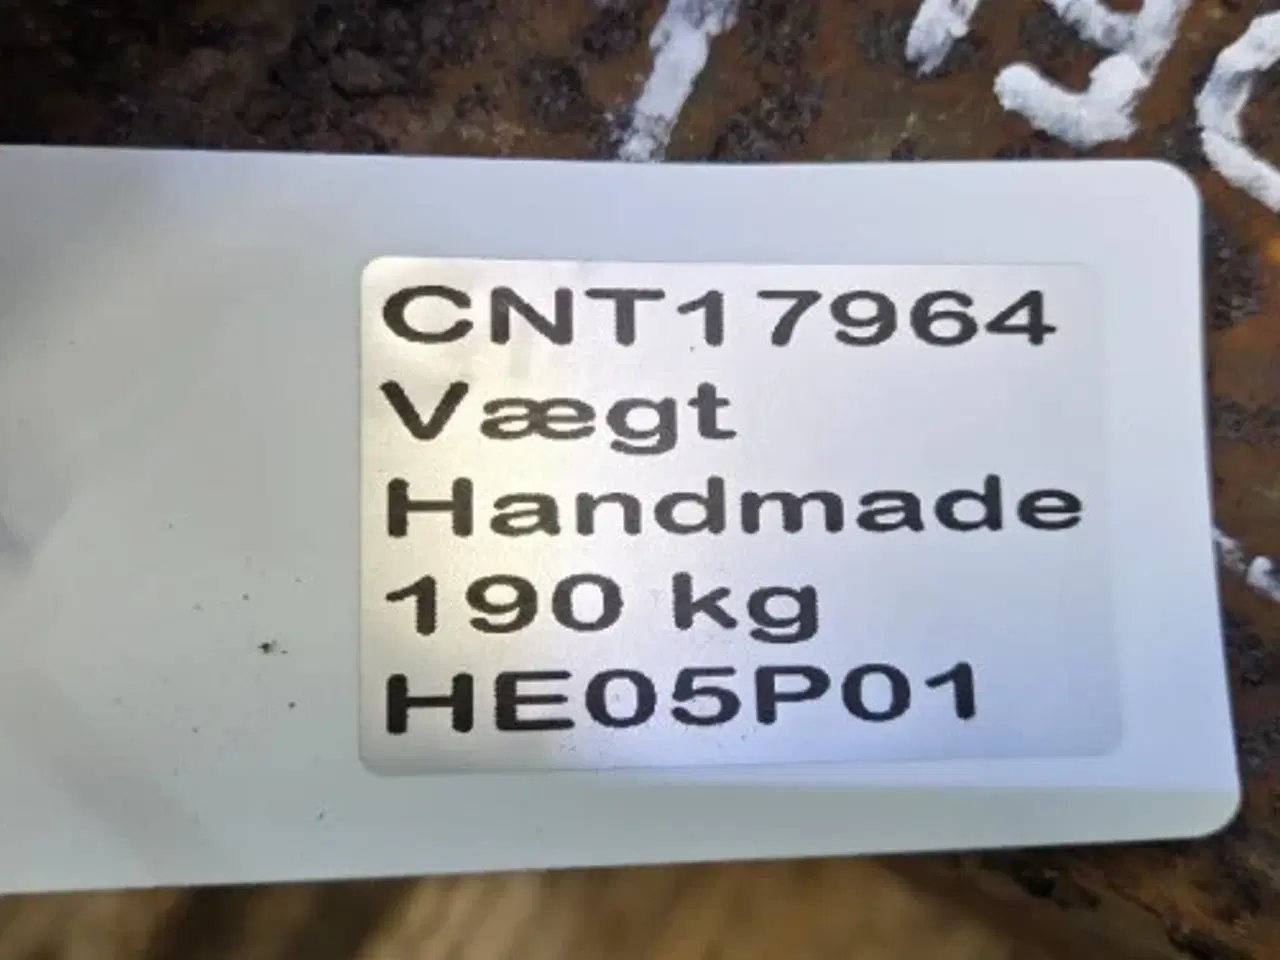 CNT17964
Vægt
Handmade
190 kg
HE05P01